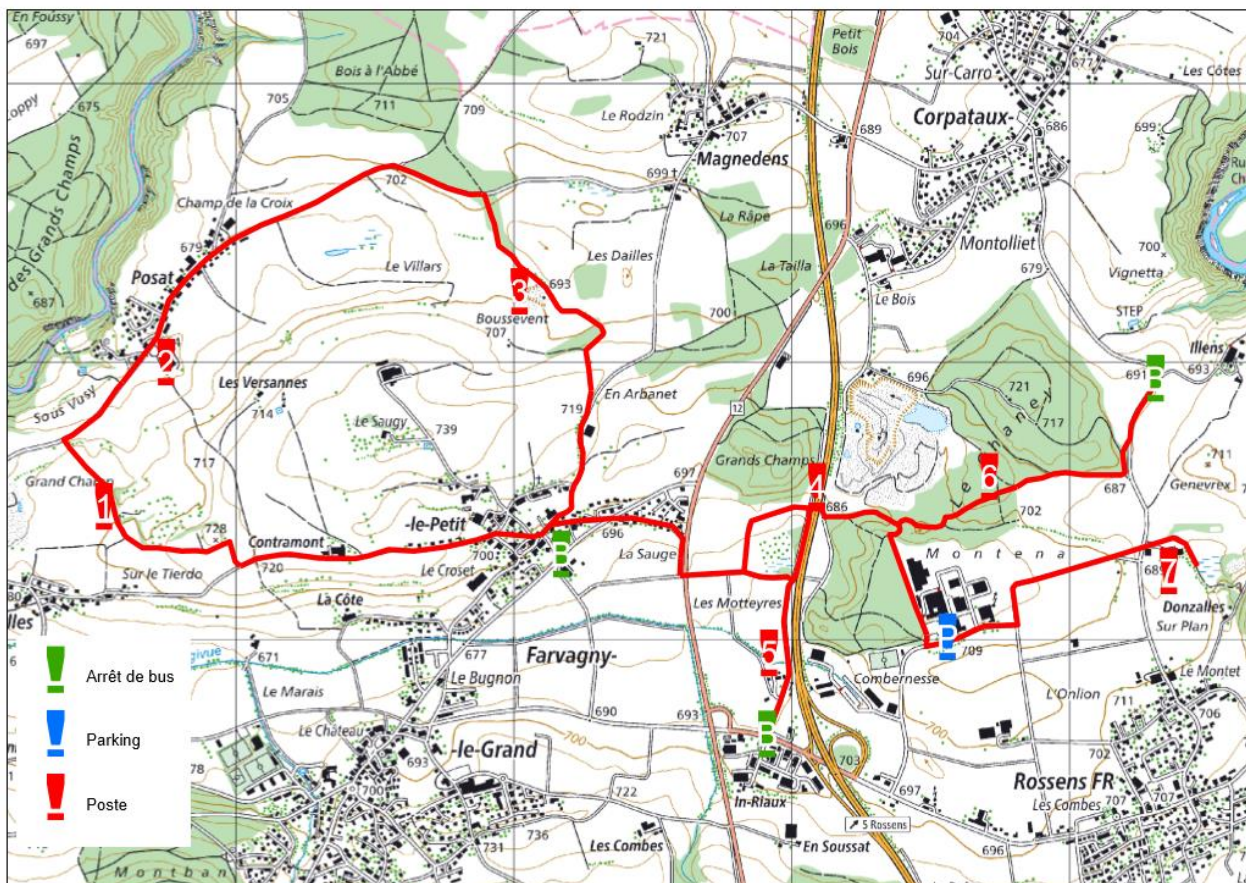 En Foussy
697
705
Bois à l'Abbé
711
709
721
Le Rodzin
707
Magnedens
699
Petit
Bois
704
677
Sur-Carro
Les Côtes
689
Corpataux-
686
699
675
des Grands Champs
702
Champ de la Croix
679
Posat
Le Villars
3
693
Les Dailles
La Râpe
696
La Tailla
Montolliet
679
700
Vignetta
687
2
Boussevent
707
700
Le Bois
STEP
Illens
Sous Vusy
Les Versannes
714
Le Saugy
739
719
En Arbanet
12
696
721
717
Le Chaney
691
693
B
717
Grand Champ
1
697
Grands Champs
4
686
6
687
711
Genevrex
728
-le-Petit
702
Contramont
700
696
La Sauge
Montena
Sur le Tierdo
720
Le Croset
B
689
7
La Côte
Les Motteyres
Donzalles
Sur Plan
Arrêt de bus
671
677
Farvagny-
5
P
709
Le Bugnon
Combernesse
L'Onlion
Le Montet
711
Le Marais
690
693
B
700
706
Parking
Le Château
700
703
702
678
693
-le-Grand
Rossens FR
Poste
700
722
In-Riaux
697
Les Combes
707
707
736
731
Les Combes
En Soussat
5 Rossens
696
Montban